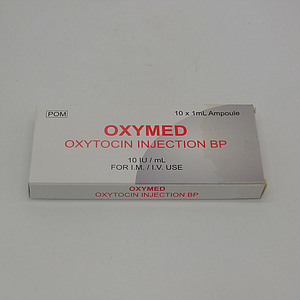 POM
10 x 1mL Ampoule
OXYMED
OXYTOCIN INJECTION BP
10 IU / mL
FOR I.M. / I.V. USE
OXYMED
OXYTOCIN INJECTION BP